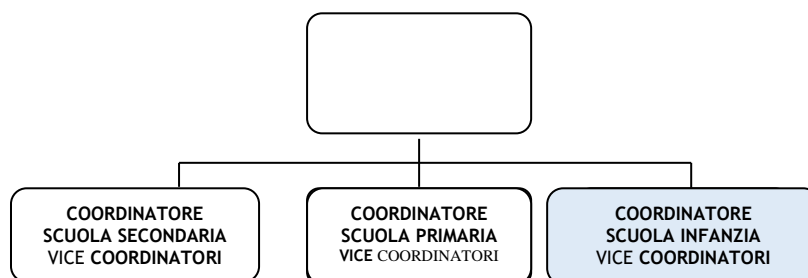 COORDINATORE
SCUOLA SECONDARIA
VICE COORDINATORI
COORDINATORE
SCUOLA PRIMARIA
VICE COORDINATORI
COORDINATORE
SCUOLA INFANZIA
VICE COORDINATORI